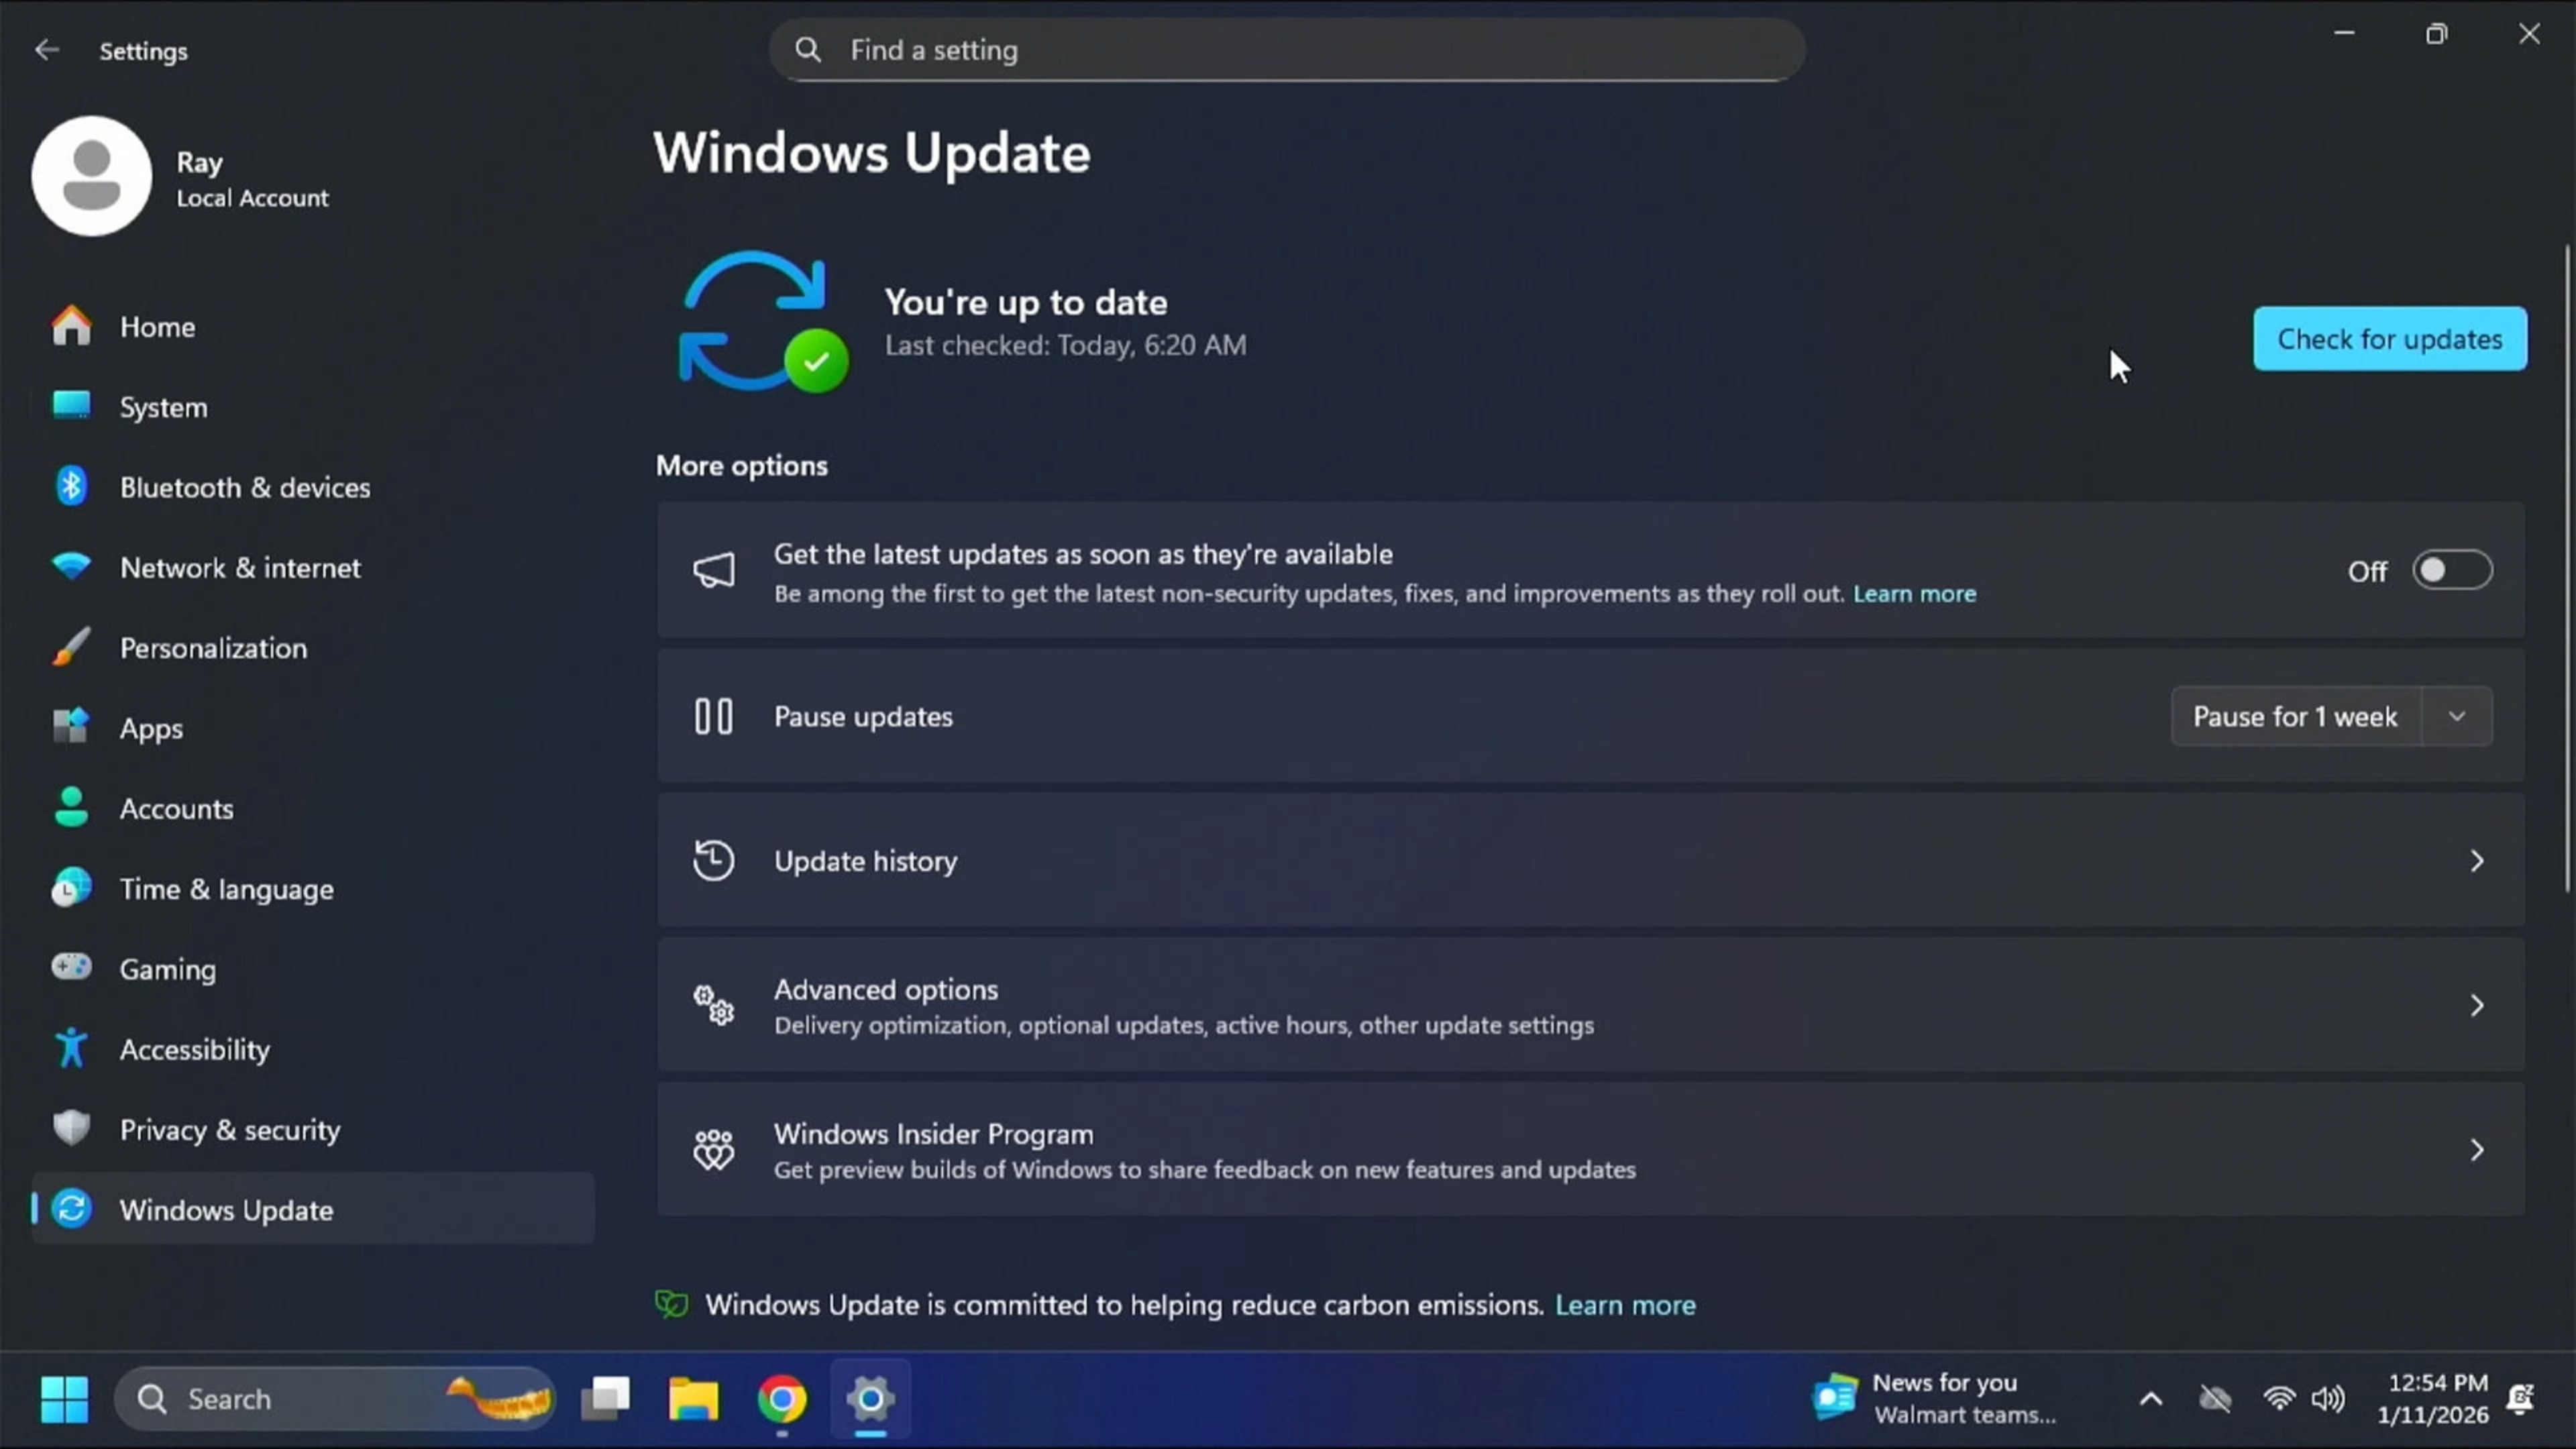 Settings
Find a setting
Ray
Local Account
Home
System
Bluetooth & devices
Network & internet
Personalization
Apps
Accounts
Time & language
Gaming
Accessibility
Privacy & security
Windows Update
Windows Update
You're up to date
Last checked: Today, 6:20 AM
Check for updates
More options
Get the latest updates as soon as they're available
Be among the first to get the latest non-security updates, fixes, and improvements as they roll out. Learn more
Off
Pause updates
Pause for 1 week
Update history
Advanced options
Delivery optimization, optional updates, active hours, other update settings
Windows Insider Program
Get preview builds of Windows to share feedback on new features and updates
Windows Update is committed to helping reduce carbon emissions. Learn more
Search
News for you
Walmart teams...
12:54 PM
1/11/2026